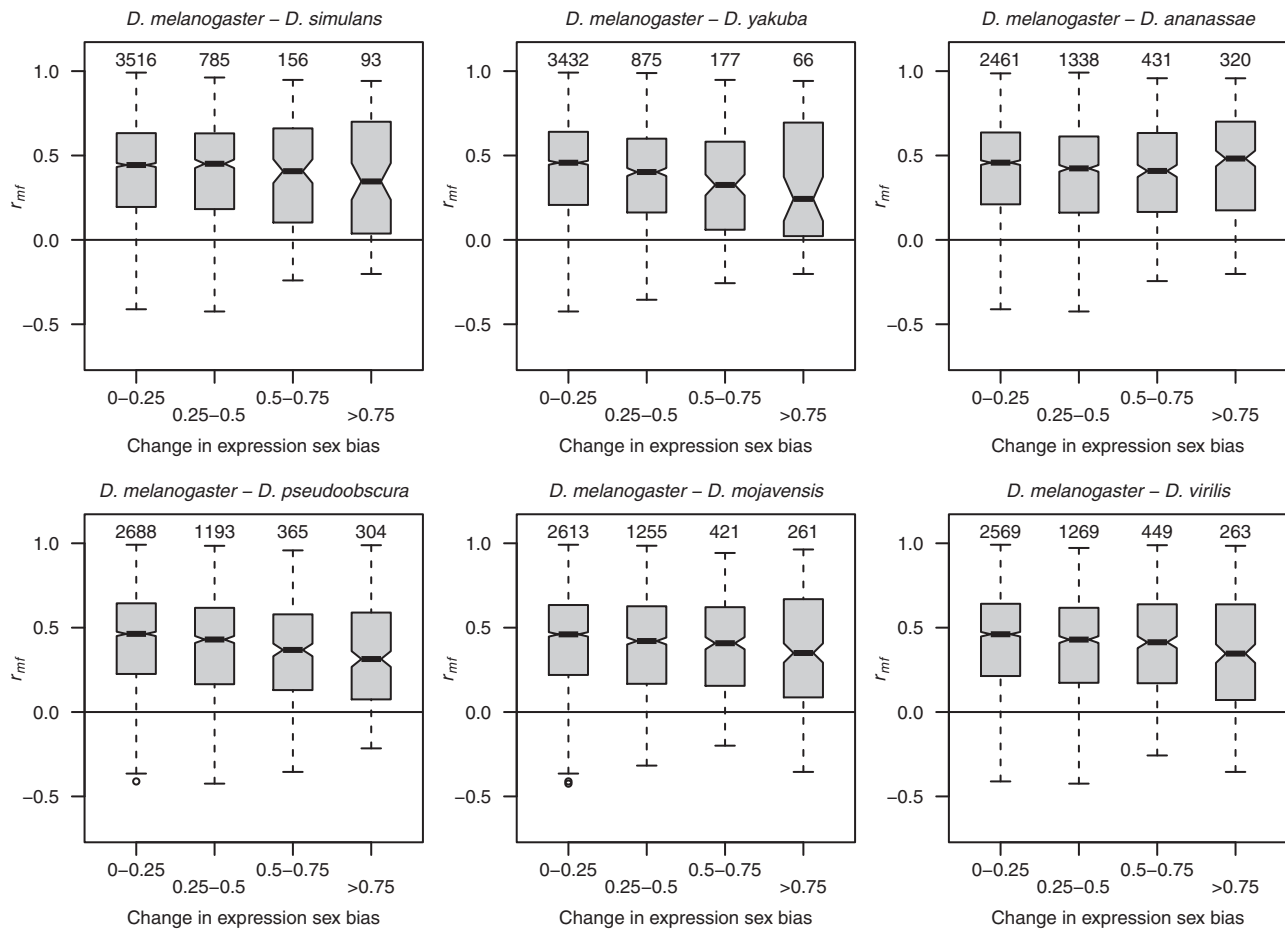 D. melanogaster – D. simulans
D. melanogaster – D. yakuba
D. melanogaster – D. ananassae
3516 785 156 93
3432 875 177 66
2461 1338 431 320
1.0
0.5
0.0
−0.5
r_mf
1.0
0.5
0.0
−0.5
r_mf
1.0
0.5
0.0
−0.5
r_mf
0–0.25 0.5–0.75
0.25–0.5 >0.75
Change in expression sex bias
0–0.25 0.5–0.75
0.25–0.5 >0.75
Change in expression sex bias
0–0.25 0.5–0.75
0.25–0.5 >0.75
Change in expression sex bias
D. melanogaster – D. pseudoobscura
D. melanogaster – D. mojavensis
D. melanogaster – D. virilis
2688 1193 365 304
2613 1255 421 261
2569 1269 449 263
1.0
0.5
0.0
−0.5
r_mf
1.0
0.5
0.0
−0.5
r_mf
1.0
0.5
0.0
−0.5
r_mf
0–0.25 0.5–0.75
0.25–0.5 >0.75
Change in expression sex bias
0–0.25 0.5–0.75
0.25–0.5 >0.75
Change in expression sex bias
0–0.25 0.5–0.75
0.25–0.5 >0.75
Change in expression sex bias